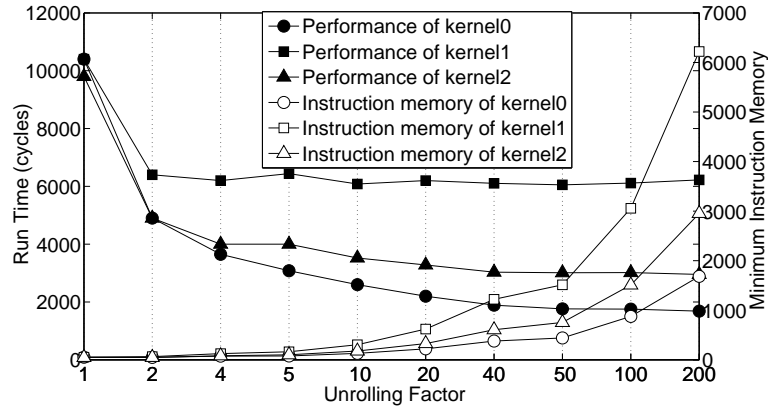 12000
10000
8000
6000
4000
2000
0
Run Time (cycles)
Performance of kernel0
Performance of kernel1
Performance of kernel2
Instruction memory of kernel0
Instruction memory of kernel1
Instruction memory of kernel2
7000
6000
5000
4000
3000
2000
1000
0
Minimum Instruction Memory
1 2 4 5 10 20 40 50 100 200
Unrolling Factor